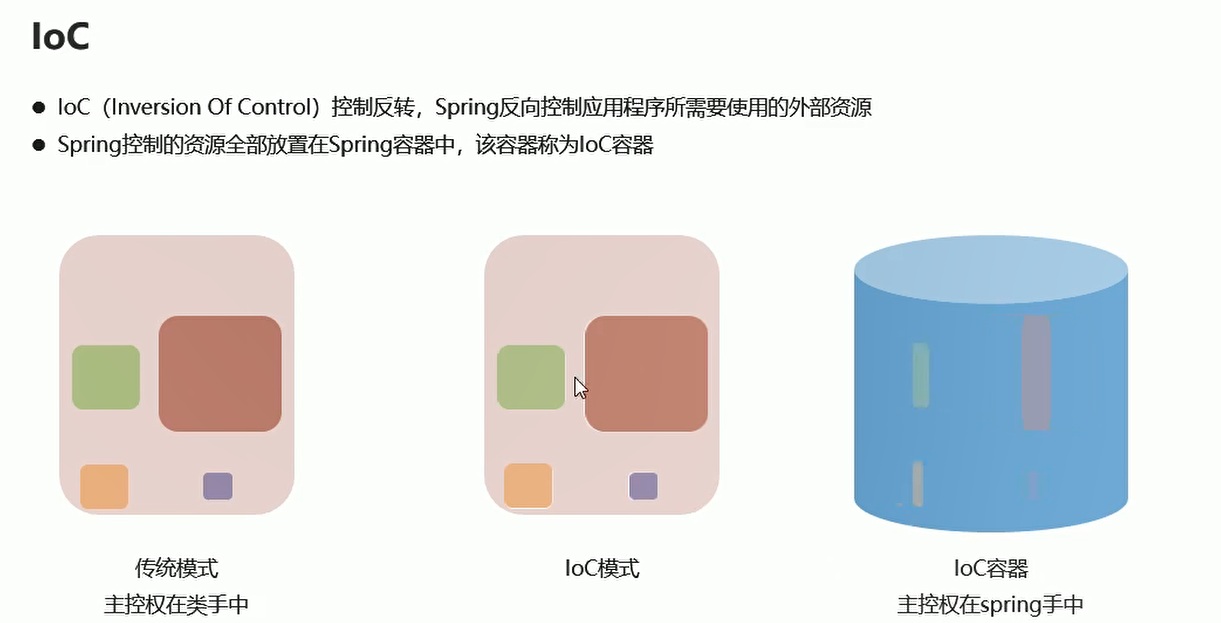 IoC
● IoC（Inversion Of Control）控制反转，Spring反向控制应用程序所需要使用的外部资源
● Spring控制的资源全部放置在Spring容器中，该容器称为IoC容器
传统模式
主控权在类手中
IoC模式
IoC容器
主控权在spring手中